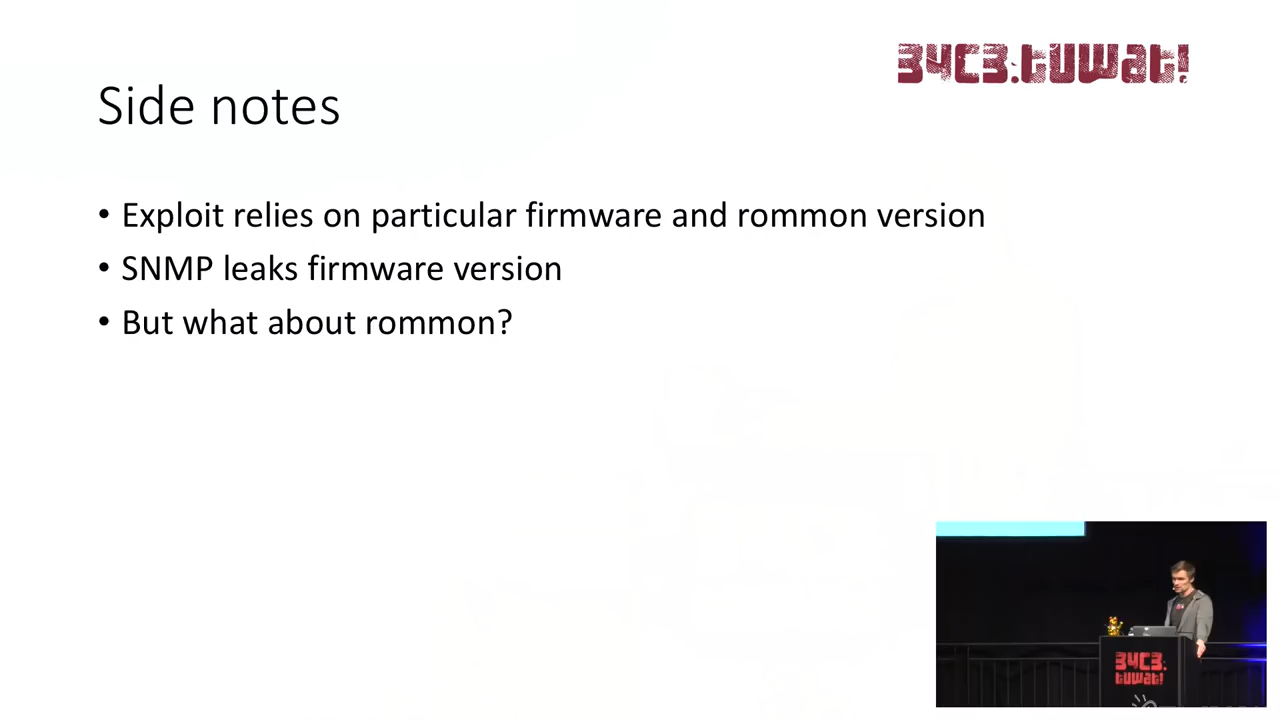 34C3.tuwat!
Side notes
• Exploit relies on particular firmware and rommon version
• SNMP leaks firmware version
• But what about rommon?
34C3.
tuwat!